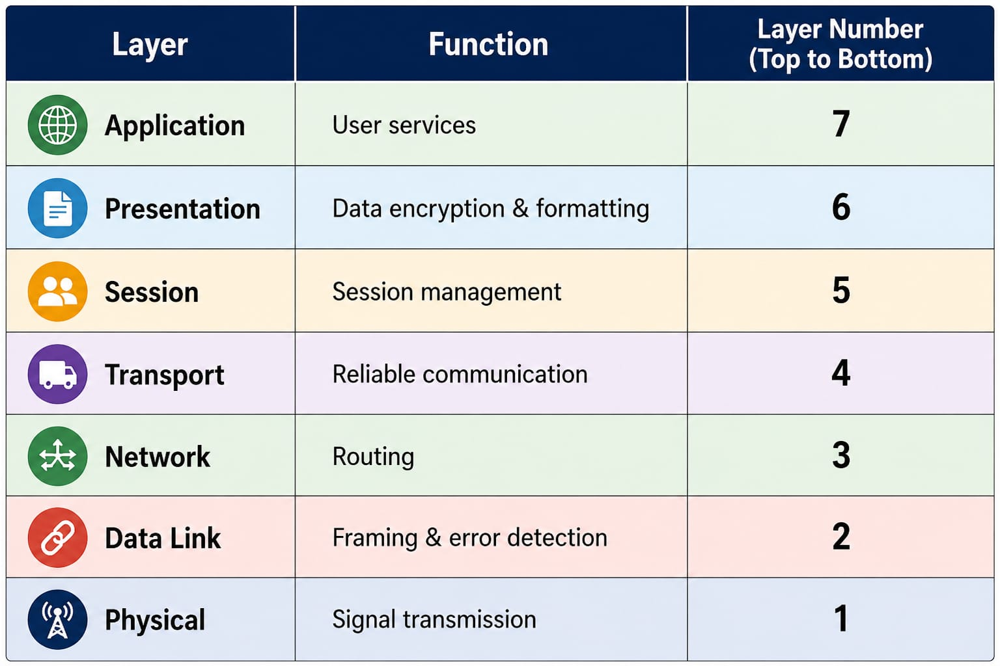 Layer
Function
Layer Number
(Top to Bottom)
Application
User services
7
Presentation
Data encryption & formatting
6
Session
Session management
5
Transport
Reliable communication
4
Network
Routing
3
Data Link
Framing & error detection
2
Physical
Signal transmission
1